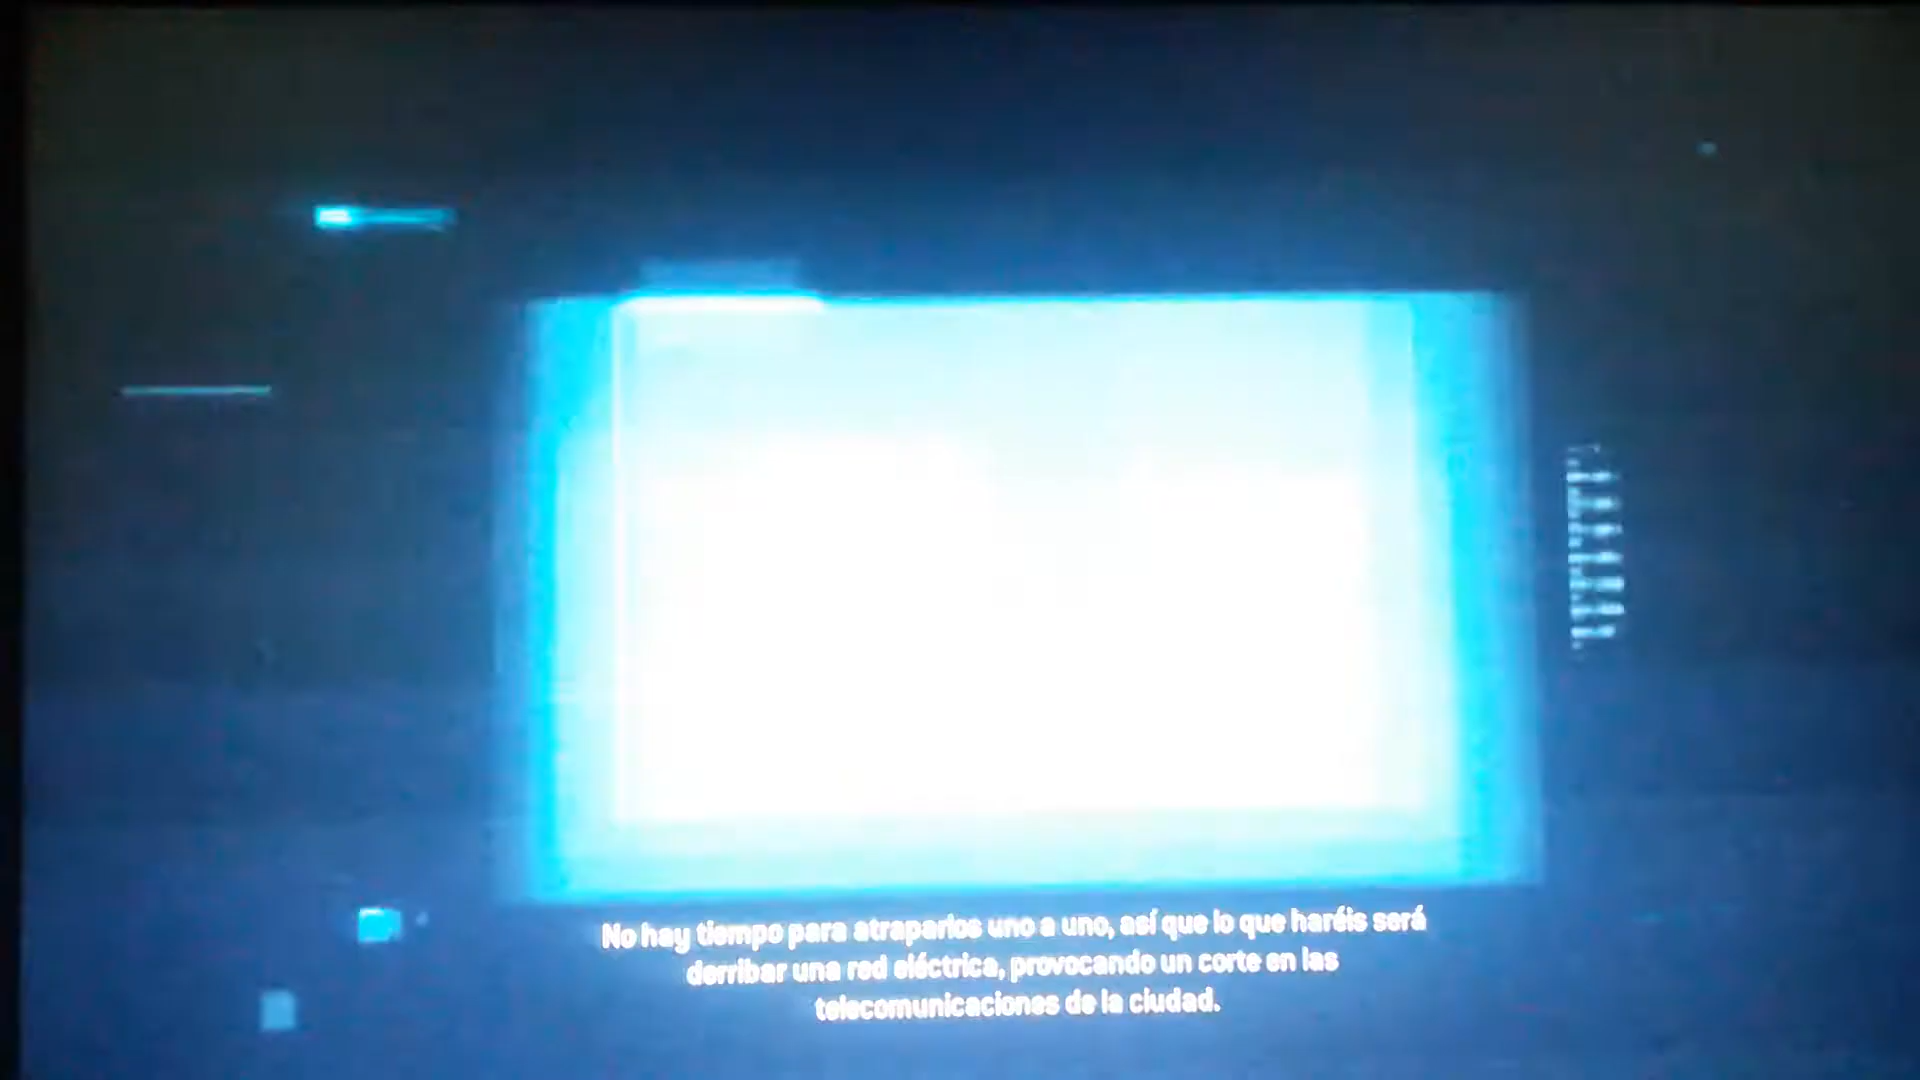 No hay tiempo para atraparlos uno a uno, así que lo que haréis será
derribar una red eléctrica, provocando un corte en las
telecomunicaciones de la ciudad.